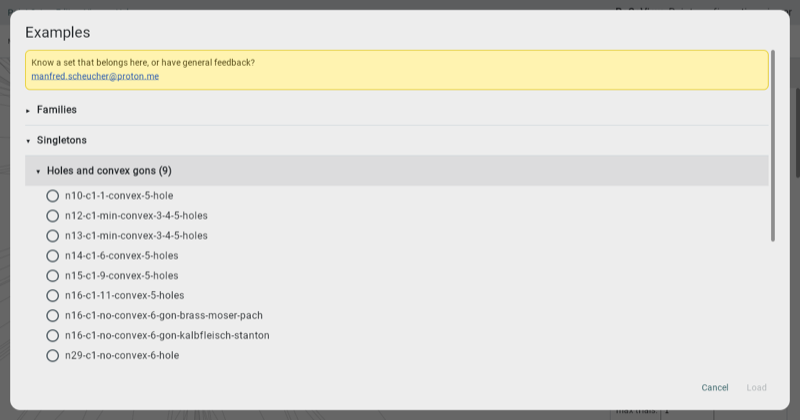 Examples
Know a set that belongs here, or have general feedback?
manfred.scheucher@proton.me
Families
Singletons
Holes and convex gons (9)
n10-c1-1-convex-5-hole
n12-c1-min-convex-3-4-5-holes
n13-c1-min-convex-3-4-5-holes
n14-c1-6-convex-5-holes
n15-c1-9-convex-5-holes
n16-c1-11-convex-5-holes
n16-c1-no-convex-6-gon-brass-moser-pach
n16-c1-no-convex-6-gon-kalbfleisch-stanton
n29-c1-no-convex-6-hole
Cancel Load